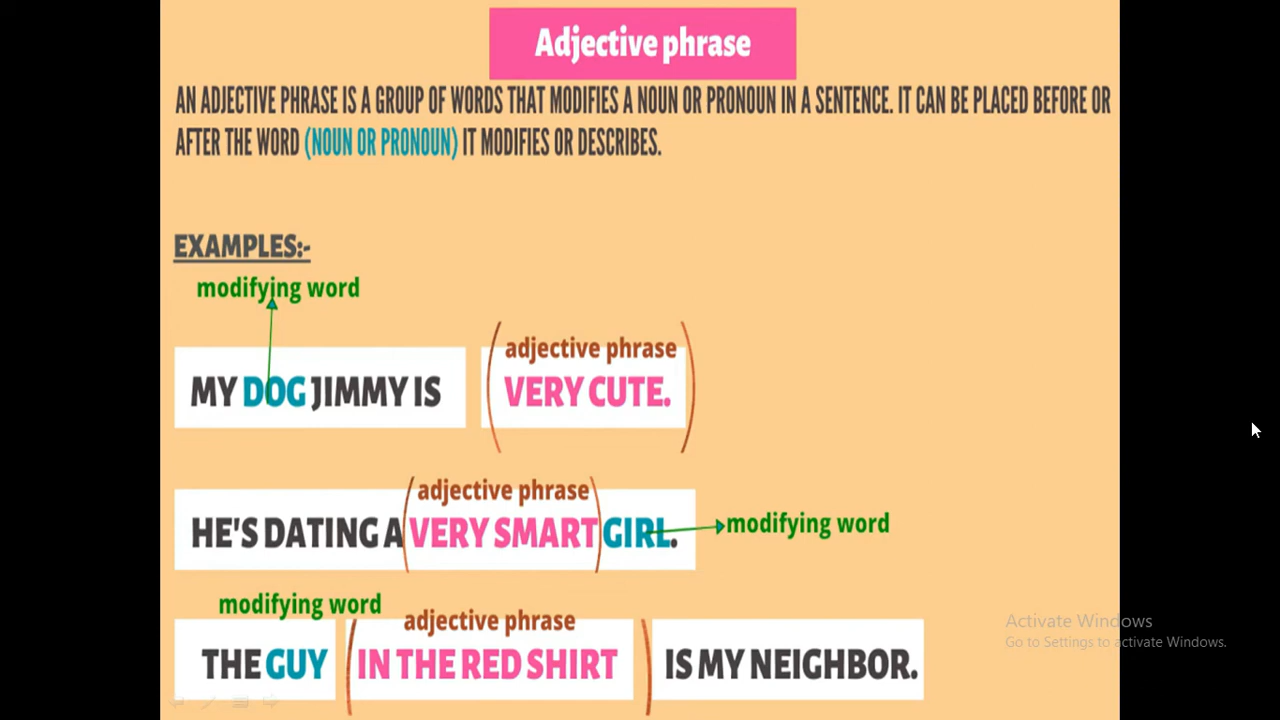 Adjective phrase
AN ADJECTIVE PHRASE IS A GROUP OF WORDS THAT MODIFIES A NOUN OR PRONOUN IN A SENTENCE. IT CAN BE PLACED BEFORE OR
AFTER THE WORD (NOUN OR PRONOUN) IT MODIFIES OR DESCRIBES.
EXAMPLES:-
modifying word
adjective phrase
MY DOG JIMMY IS VERY CUTE.
adjective phrase
HE'S DATING A VERY SMART GIRL.
modifying word
modifying word
adjective phrase
THE GUY IN THE RED SHIRT IS MY NEIGHBOR.
Activate Windows
Go to Settings to activate Windows.